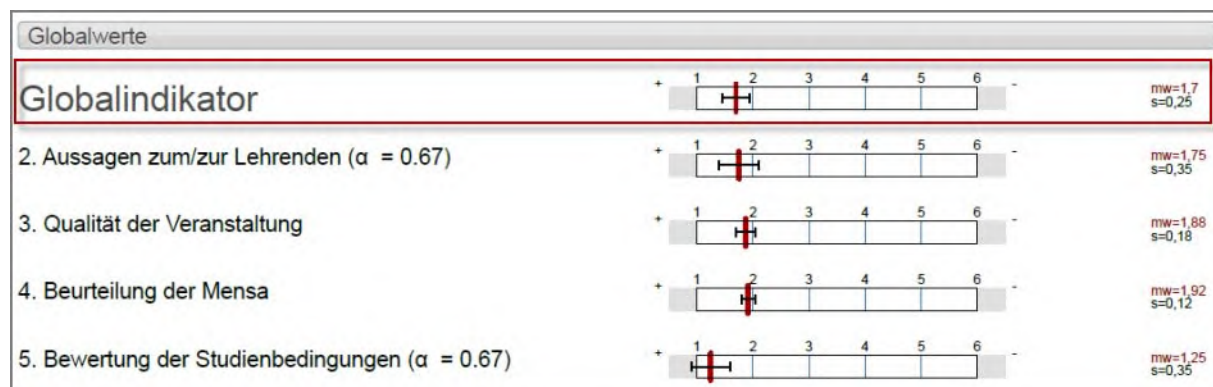 Globalwerte
Globalindikator
+ 1 2 3 4 5 6 -
mw=1,7
s=0,25
2. Aussagen zum/zur Lehrenden (α = 0.67)
+ 1 2 3 4 5 6 -
mw=1,75
s=0,35
3. Qualität der Veranstaltung
+ 1 2 3 4 5 6 -
mw=1,88
s=0,18
4. Beurteilung der Mensa
+ 1 2 3 4 5 6 -
mw=1,92
s=0,12
5. Bewertung der Studienbedingungen (α = 0.67)
+ 1 2 3 4 5 6 -
mw=1,25
s=0,35